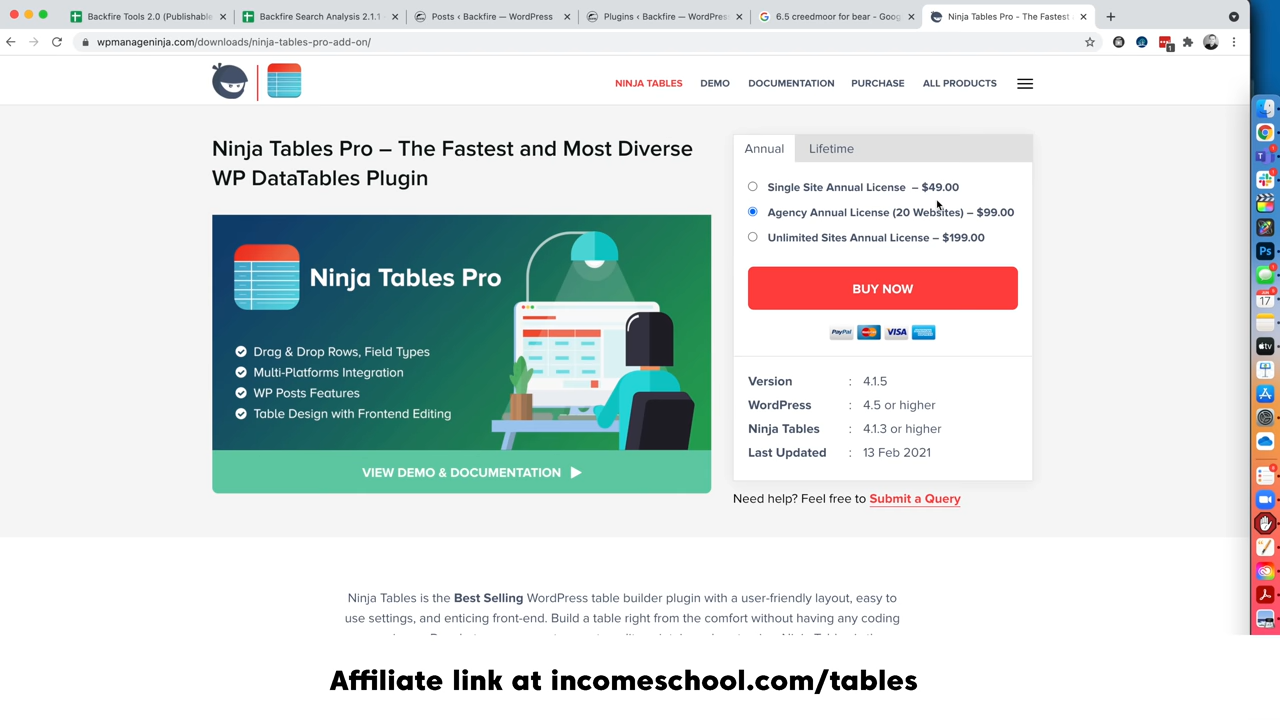 Backfire Tools 2.0 (Publishable
Backfire Search Analysis 2.1.1 -
Posts ‹ Backfire — WordPress
Plugins ‹ Backfire — WordPres
6.5 creedmoor for bear - Goog
Ninja Tables Pro - The Fastest
wpmanageninja.com/downloads/ninja-tables-pro-add-on/
NINJA TABLES
DEMO
DOCUMENTATION
PURCHASE
ALL PRODUCTS
Ninja Tables Pro – The Fastest and Most Diverse
WP DataTables Plugin
Ninja Tables Pro
Drag & Drop Rows, Field Types
Multi-Platforms Integration
WP Posts Features
Table Design with Frontend Editing
VIEW DEMO & DOCUMENTATION
Annual
Lifetime
Single Site Annual License – $49.00
Agency Annual License (20 Websites) – $99.00
Unlimited Sites Annual License – $199.00
BUY NOW
PayPal
VISA
Version : 4.1.5
WordPress : 4.5 or higher
Ninja Tables : 4.1.3 or higher
Last Updated : 13 Feb 2021
Need help? Feel free to Submit a Query
Ninja Tables is the Best Selling WordPress table builder plugin with a user-friendly layout, easy to
use settings, and enticing front-end. Build a table right from the comfort without having any coding
Ps
17
tv
Affiliate link at incomeschool.com/tables